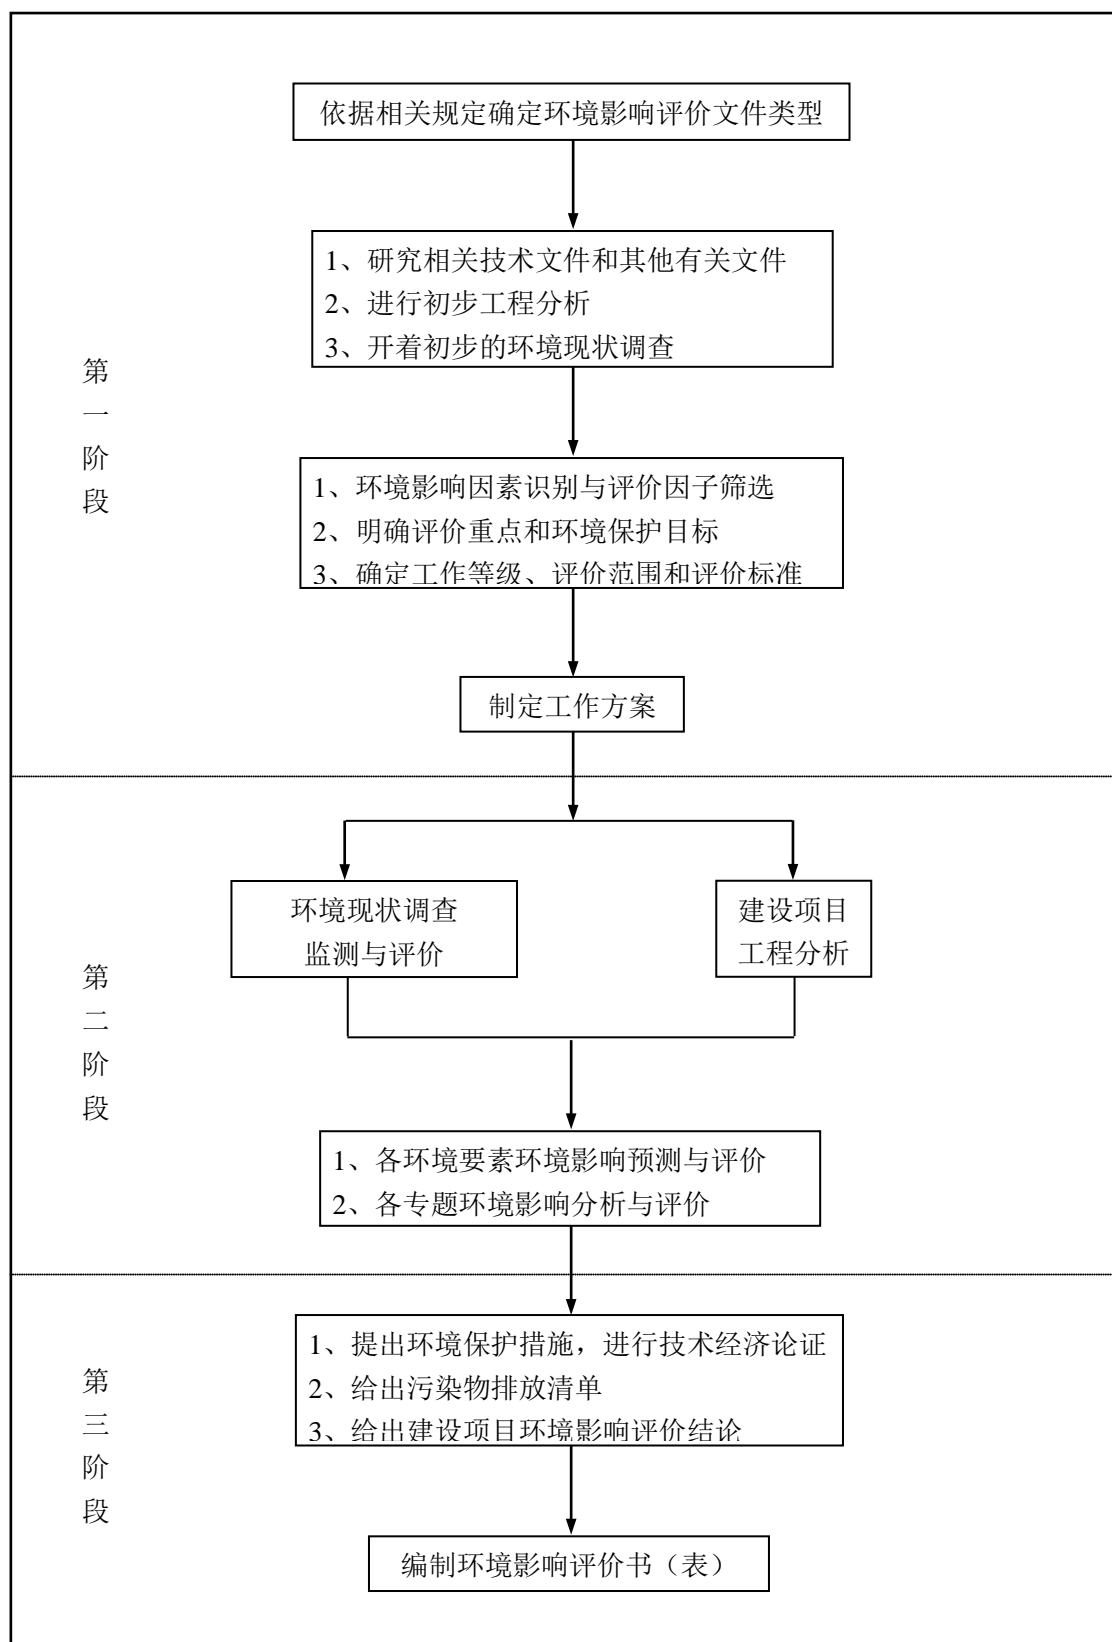 依据相关规定确定环境影响评价文件类型
1、研究相关技术文件和其他有关文件
2、进行初步工程分析
3、开着初步的环境现状调查
第
一
阶
段
1、环境影响因素识别与评价因子筛选
2、明确评价重点和环境保护目标
3、确定工作等级、评价范围和评价标准
制定工作方案
环境现状调查
监测与评价
建设项目
工程分析
第
二
阶
段
1、各环境要素环境影响预测与评价
2、各专题环境影响分析与评价
1、提出环境保护措施，进行技术经济论证
2、给出污染物排放清单
3、给出建设项目环境影响评价结论
第
三
阶
段
编制环境影响评价书（表）